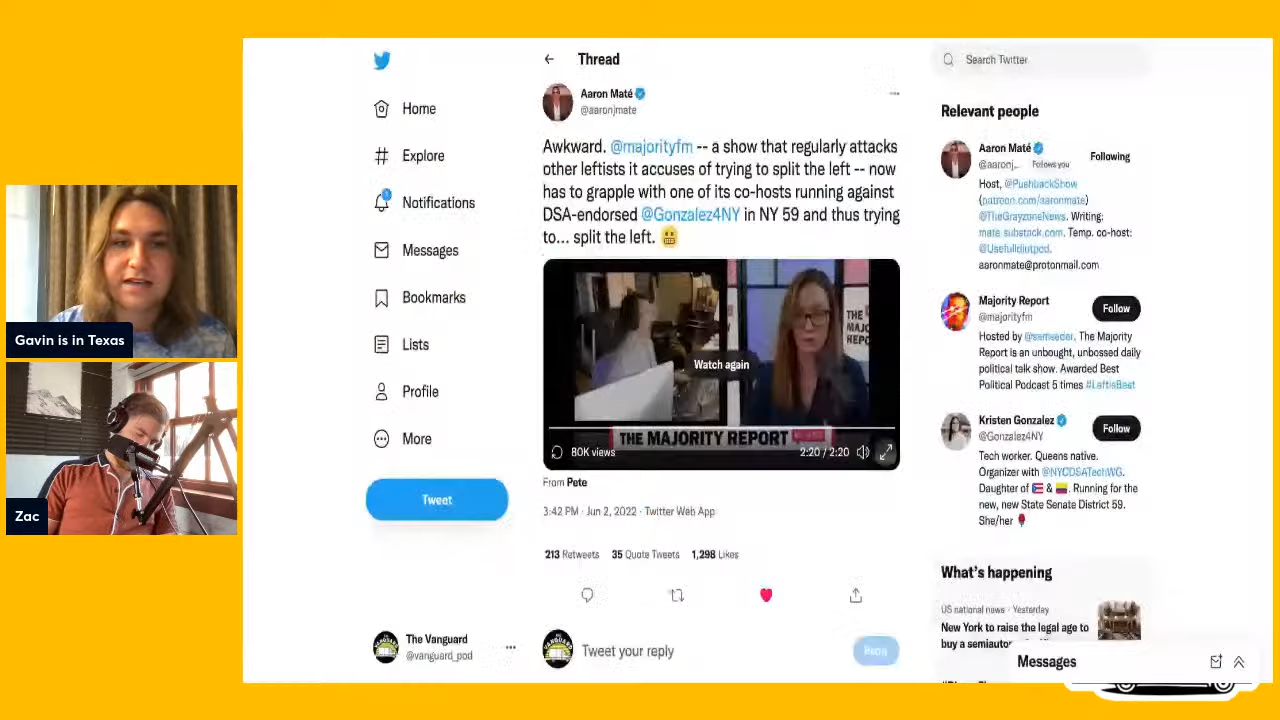 Gavin is in Texas
Zac
Home
Explore
Notifications
Messages
Bookmarks
Lists
Profile
More
Tweet
The Vanguard
@vanguard_pod
Thread
Aaron Maté
@aaronjmate
Awkward. @majorityfm -- a show that regularly attacks
other leftists it accuses of trying to split the left -- now
has to grapple with one of its co-hosts running against
DSA-endorsed @Gonzalez4NY in NY 59 and thus trying
to... split the left. 😬
THE
MAJO
REPO
Watch again
THE MAJORITY REPORT
80K views
2:20 / 2:20
From Pete
3:42 PM · Jun 2, 2022 · Twitter Web App
213 Retweets 35 Quote Tweets 1,298 Likes
Tweet your reply
Reply
Search Twitter
Relevant people
Aaron Maté
@aaronj... Follows you
Following
Host, @PushbackShow
(patreon.com/aaronmate)
@TheGrayzoneNews. Writing:
mate.substack.com. Temp. co-host:
@Usefulidiotpod.
aaronmate@protonmail.com
Majority Report
@majorityfm
Follow
Hosted by @samseder. The Majority
Report is an unbought, unbossed daily
political talk show. Awarded Best
Political Podcast 5 times #LeftIsBest
Kristen Gonzalez
@Gonzalez4NY
Follow
Tech worker. Queens native.
Organizer with @NYCDSATechWG.
Daughter of 🇵🇷 & 🇨🇴. Running for the
new, new State Senate District 59.
She/her 🌹
What's happening
US national news · Yesterday
New York to raise the legal age to
buy a semiautom
Messages